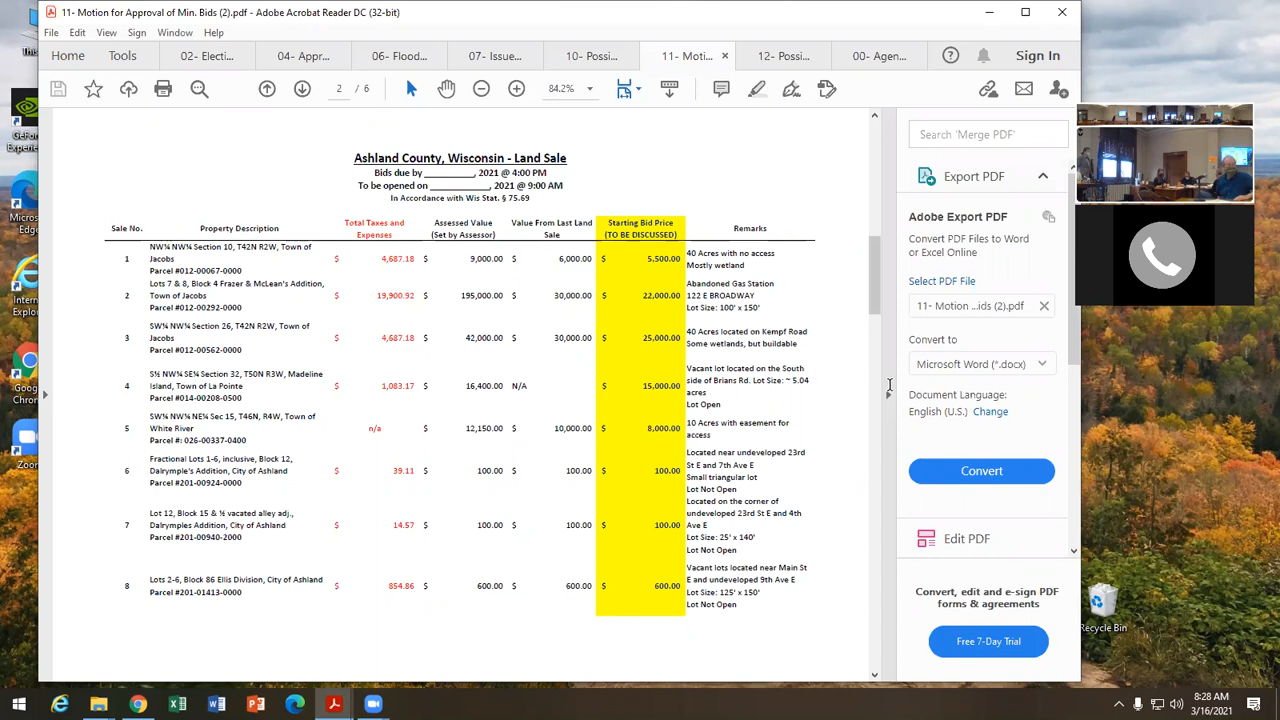 11- Motion for Approval of Min. Bids (2).pdf - Adobe Acrobat Reader DC (32-bit)
File Edit View Sign Window Help
Home Tools 02- Electi... 04- Appr... 06- Flood... 07- Issue... 10- Possi... 11- Moti... × 12- Possi... 00- Agen... Sign In
2 / 6 84.2%
Ashland County, Wisconsin - Land Sale
Bids due by __________, 2021 @ 4:00 PM
To be opened on ____________, 2021 @ 9:00 AM
In Accordance with Wis Stat. § 75.69
Sale No. Property Description Total Taxes and Expenses Assessed Value (Set by Assessor) Value From Last Land Sale Starting Bid Price (TO BE DISCUSSED) Remarks
NW¼ NW¼ Section 10, T42N R2W, Town of
1 Jacobs $ 4,687.18 $ 9,000.00 $ 6,000.00 $ 5,500.00 40 Acres with no access
Parcel #012-00067-0000 Mostly wetland
Lots 7 & 8, Block 4 Frazer & McLean's Addition, Abandoned Gas Station
2 Town of Jacobs $ 19,900.92 $ 195,000.00 $ 30,000.00 $ 22,000.00 122 E BROADWAY
Parcel #012-00292-0000 Lot Size: 100' x 150'
SW¼ NW¼ Section 26, T42N R2W, Town of 40 Acres located on Kempf Road
3 Jacobs $ 4,687.18 $ 42,000.00 $ 30,000.00 $ 25,000.00 Some wetlands, but buildable
Parcel #012-00562-0000
S½ NW¼ SE¼ Section 32, T50N R3W, Madeline Vacant lot located on the South
4 Island, Town of La Pointe $ 1,083.17 $ 16,400.00 N/A $ 15,000.00 side of Brians Rd. Lot Size: ~ 5.04
Parcel #014-00208-0500 acres
Lot Open
SW¼ NW¼ NE¼ Sec 15, T46N, R4W, Town of 10 Acres with easement for
5 White River n/a $ 12,150.00 $ 10,000.00 $ 8,000.00 access
Parcel #: 026-00337-0400
Fractional Lots 1-6, inclusive, Block 12, Located near undeveloped 23rd
6 Dalrymple's Addition, City of Ashland $ 39.11 $ 100.00 $ 100.00 $ 100.00 St E and 7th Ave E
Parcel #201-00924-0000 Small triangular lot
Lot Not Open
Lot 12, Block 15 & ½ vacated alley adj., Located on the corner of
7 Dalrymples Addition, City of Ashland $ 14.57 $ 100.00 $ 100.00 $ 100.00 undeveloped 23rd St E and 4th
Parcel #201-00940-2000 Ave E
Lot Size: 25' x 140'
Lot Not Open
Lots 2-6, Block 86 Ellis Division, City of Ashland Vacant lots located near Main St
8 Parcel #201-01413-0000 $ 854.86 $ 600.00 $ 600.00 $ 600.00 E and undeveloped 9th Ave E
Lot Size: 125' x 150'
Lot Not Open
Search 'Merge PDF'
Export PDF
Adobe Export PDF
Convert PDF Files to Word
or Excel Online
Select PDF File
11- Motion ...ids (2).pdf
Convert to
Microsoft Word (*.docx)
Document Language:
English (U.S.) Change
Convert
Edit PDF
Convert, edit and e-sign PDF
forms & agreements
Free 7-Day Trial
GeForce
Experie
Microsof
Edge
Interne
Explor
Googl
Chro
Zoo
Recycle Bin
8:28 AM
3/16/2021